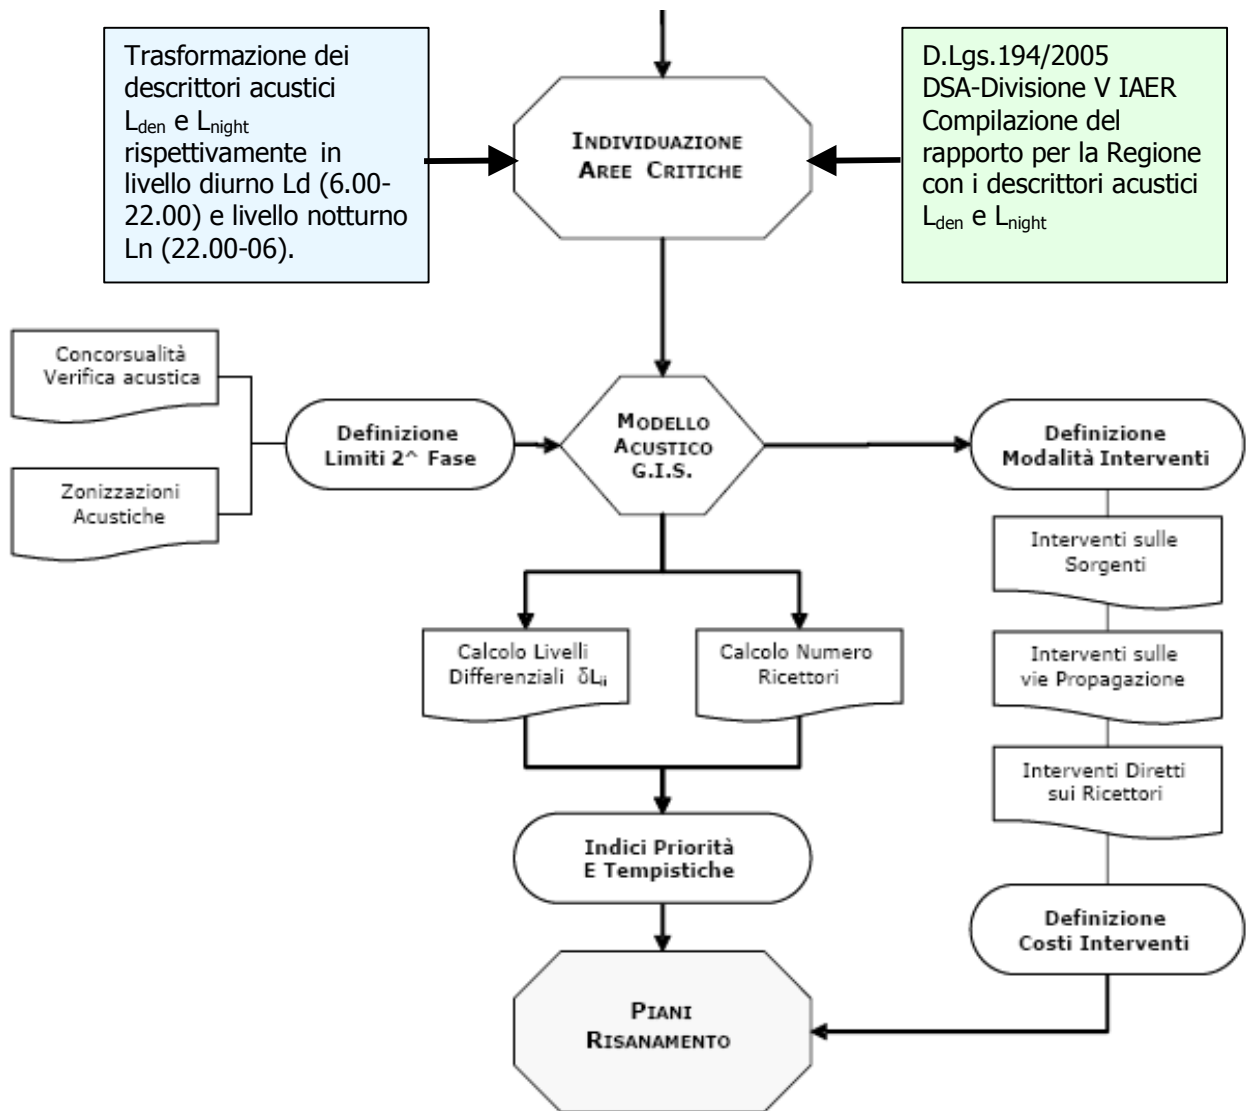 Trasformazione dei
descrittori acustici
Lden e Lnight
rispettivamente in
livello diurno Ld (6.00-
22.00) e livello notturno
Ln (22.00-06).
INDIVIDUAZIONE
AREE CRITICHE
D.Lgs.194/2005
DSA-Divisione V IAER
Compilazione del
rapporto per la Regione
con i descrittori acustici
Lden e Lnight
Concorsualità
Verifica acustica
Zonizzazioni
Acustiche
Definizione
Limiti 2^ Fase
MODELLO
ACUSTICO
G.I.S.
Definizione
Modalità Interventi
Interventi sulle
Sorgenti
Interventi sulle
vie Propagazione
Interventi Diretti
sui Ricettori
Definizione
Costi Interventi
Calcolo Livelli
Differenziali δLii
Calcolo Numero
Ricettori
Indici Priorità
E Tempistiche
PIANI
RISANAMENTO